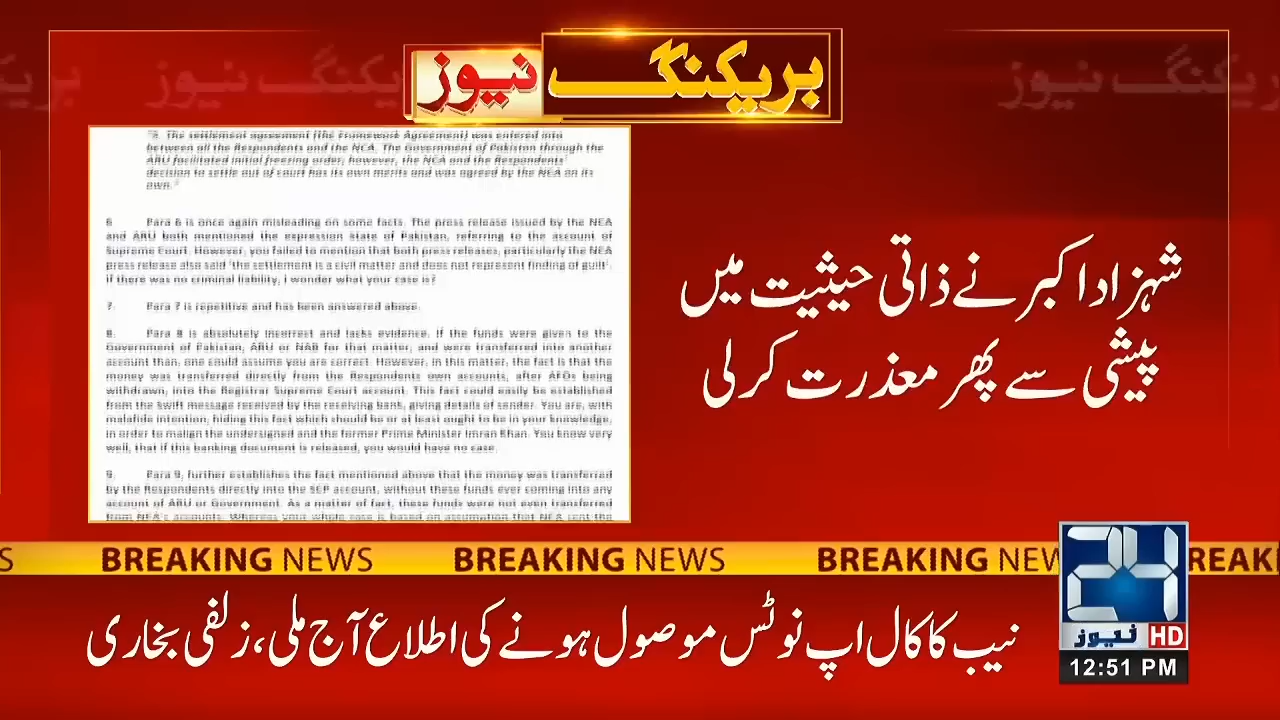 بریکنگ نیوز
"5. The settlement agreement (the Framework Agreement) was entered into
between all the Respondents and the NCA. The Government of Pakistan through the
ARU facilitated initial freezing order, however, the NCA and the Respondents'
decision to settle out of court has its own merits and was agreed by the NCA on its
own."
6. Para 6 is once again misleading on some facts. The press release issued by the NCA
and ARU both mentioned the expression State of Pakistan, referring to the account of
Supreme Court. However, you failed to mention that both press releases, particularly the NCA
press release also said 'the settlement is a civil matter and does not represent finding of guilt'.
If there was no criminal liability, I wonder what your case is?
7. Para 7 is repetitive and has been answered above.
8. Para 8 is absolutely incorrect and lacks evidence. If the funds were given to the
Government of Pakistan, ARU or NAB for that matter, and were transferred into another
account than, one could assume you are correct. However, in this matter, the fact is that the
money was transferred directly from the Respondents own accounts, after AFOs being
withdrawn, into the Registrar Supreme Court account. This fact could easily be established
from the Swift message received by the receiving bank, giving details of sender. You are, with
malafide intention, hiding this fact which should be or at least ought to be in your knowledge,
in order to malign the undersigned and the former Prime Minister Imran Khan. You know very
well, that if this banking document is released, you would have no case.
9. Para 9, further establishes the fact mentioned above that the money was transferred
by the Respondents directly into the SCP account, without these funds ever coming into any
account of ARU or Government. As a matter of fact, these funds were not even transferred
from NCA's accounts. Whereas your whole case is based on assumption that NCA sent the
شہزاد اکبر نے ذاتی حیثیت میں
پیشی سے پھر معذرت کرلی
BREAKING NEWS BREAKING NEWS BREAKING NEWS BREAKING
نیب کا کال اپ نوٹس موصول ہونے کی اطلاع آج ملی، زلفی بخاری
24
نیوز HD
12:51 PM